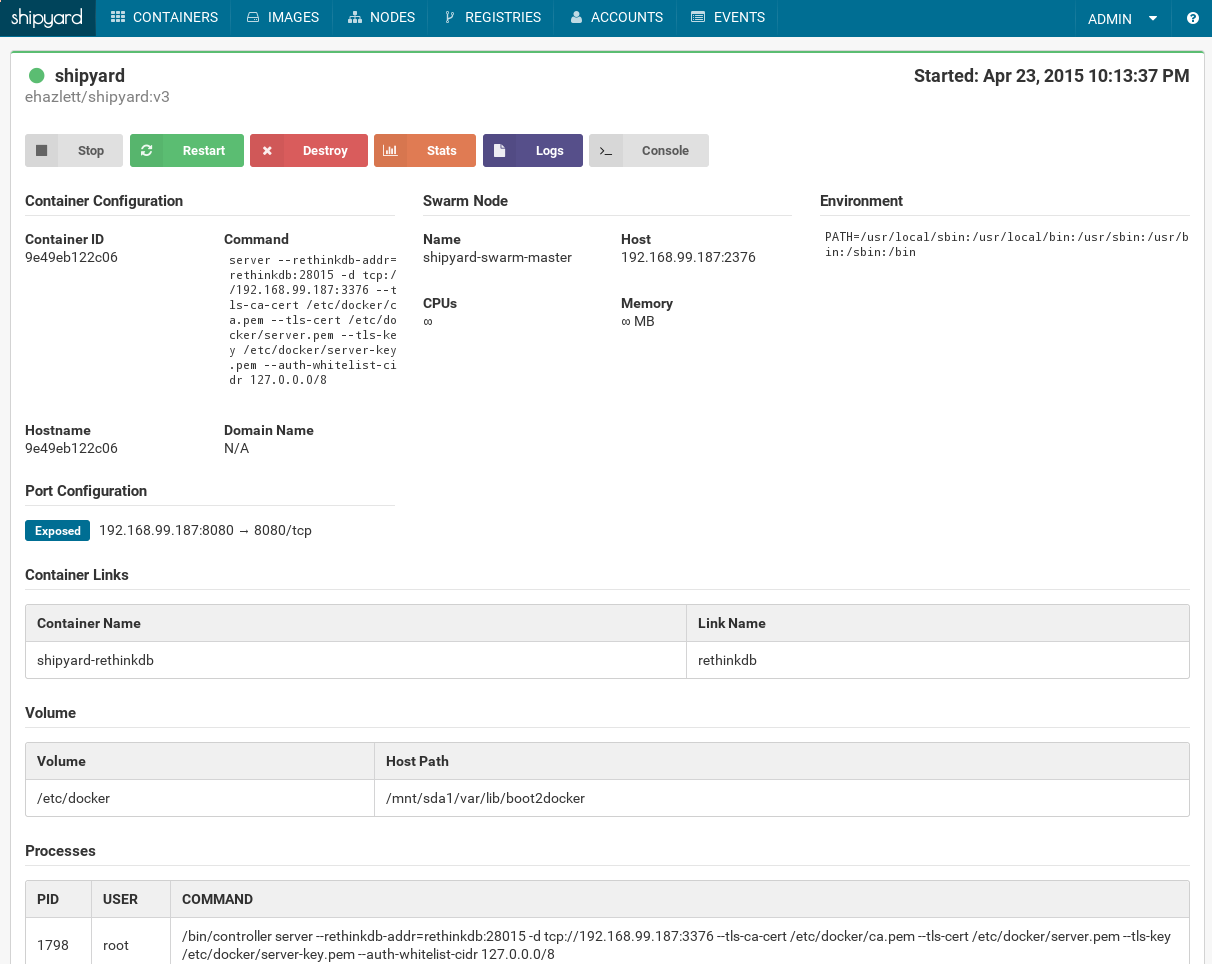 shipyard CONTAINERS IMAGES NODES REGISTRIES ACCOUNTS EVENTS ADMIN
shipyard Started: Apr 23, 2015 10:13:37 PM
ehazlett/shipyard:v3
Stop Restart Destroy Stats Logs Console
Container Configuration
Container ID
9e49eb122c06
Command
server --rethinkdb-addr=
rethinkdb:28015 -d tcp:/
/192.168.99.187:3376 --t
ls-ca-cert /etc/docker/c
a.pem --tls-cert /etc/do
cker/server.pem --tls-ke
y /etc/docker/server-key
.pem --auth-whitelist-ci
dr 127.0.0.0/8
Hostname
9e49eb122c06
Domain Name
N/A
Port Configuration
Exposed 192.168.99.187:8080 → 8080/tcp
Swarm Node
Name
shipyard-swarm-master
Host
192.168.99.187:2376
CPUs
∞
Memory
∞ MB
Environment
PATH=/usr/local/sbin:/usr/local/bin:/usr/sbin:/usr/b
in:/sbin:/bin
Container Links
Container Name Link Name
shipyard-rethinkdb rethinkdb
Volume
Volume Host Path
/etc/docker /mnt/sda1/var/lib/boot2docker
Processes
PID USER COMMAND
1798 root /bin/controller server --rethinkdb-addr=rethinkdb:28015 -d tcp://192.168.99.187:3376 --tls-ca-cert /etc/docker/ca.pem --tls-cert /etc/docker/server.pem --tls-key
/etc/docker/server-key.pem --auth-whitelist-cidr 127.0.0.0/8